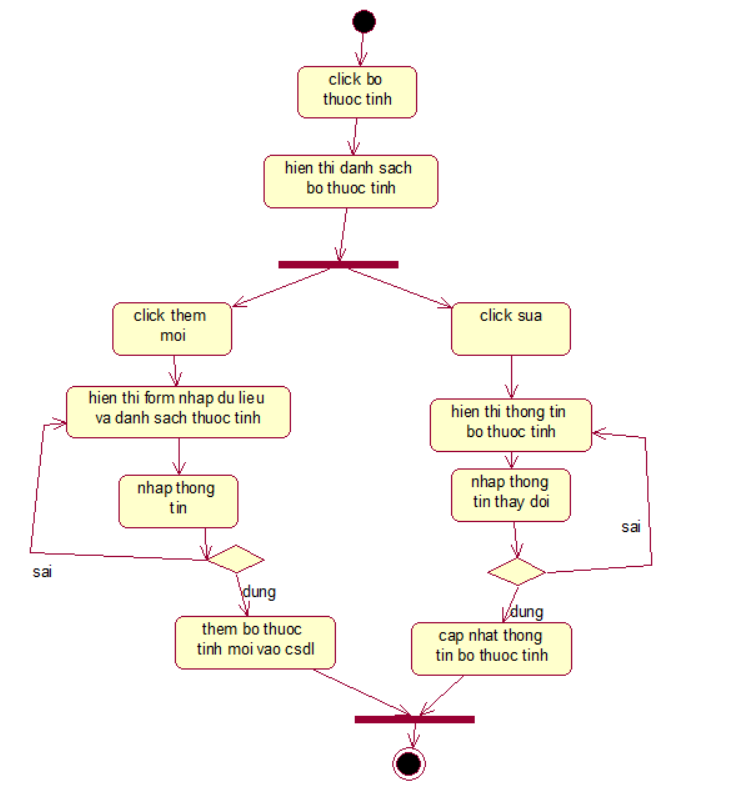 click bo
thuoc tinh
hien thi danh sach
bo thuoc tinh
click them
moi
click sua
hien thi form nhap du lieu
va danh sach thuoc tinh
hien thi thong tin
bo thuoc tinh
nhap thong
tin
nhap thong
tin thay doi
sai
sai
dung
dung
them bo thuoc
tinh moi vao csdl
cap nhat thong
tin bo thuoc tinh